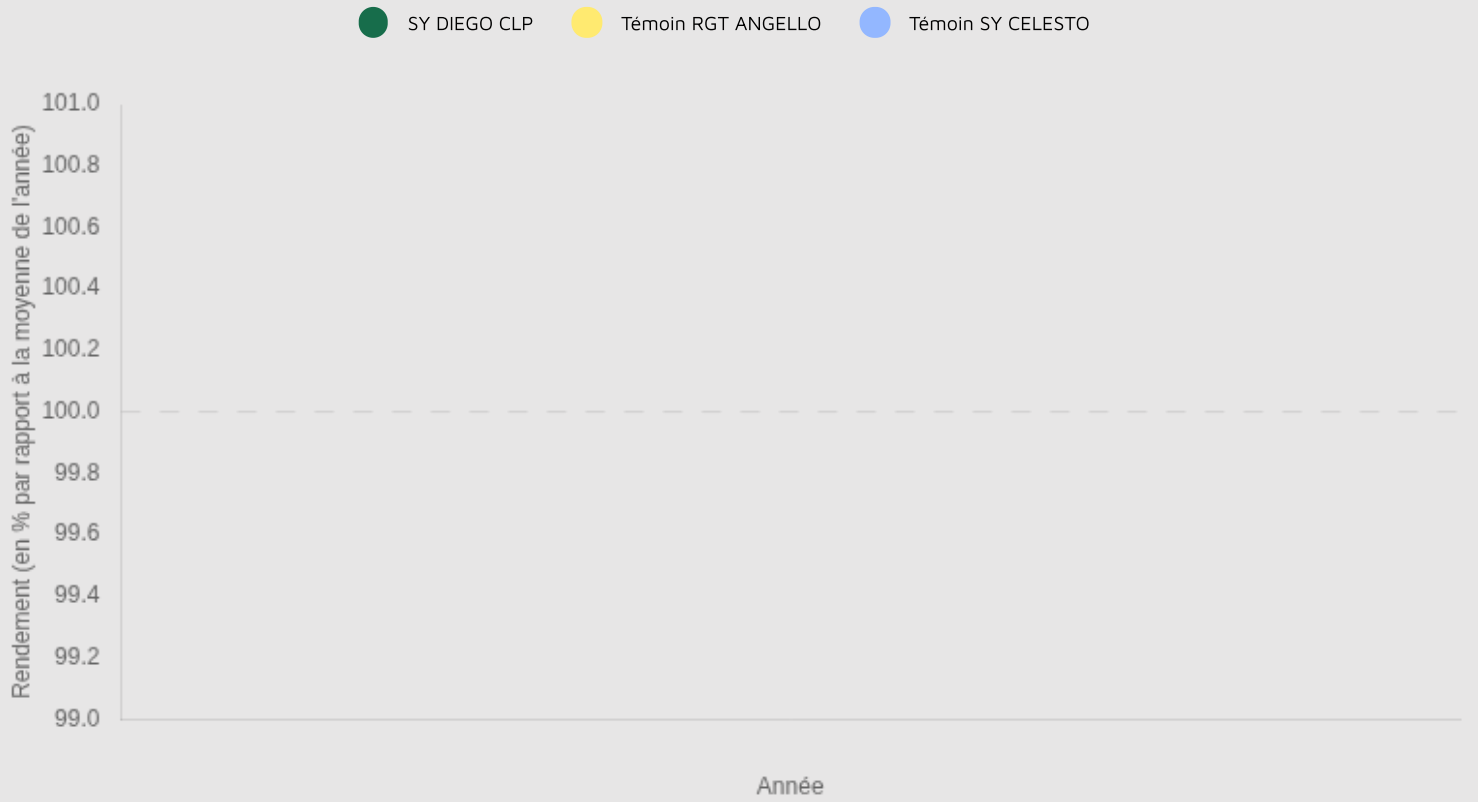 SY DIEGO CLP
Témoin RGT ANGELLO
Témoin SY CELESTO
Rendement (en % par rapport à la moyenne de l'année)
101.0
100.8
100.6
100.4
100.2
100.0
99.8
99.6
99.4
99.2
99.0
Année